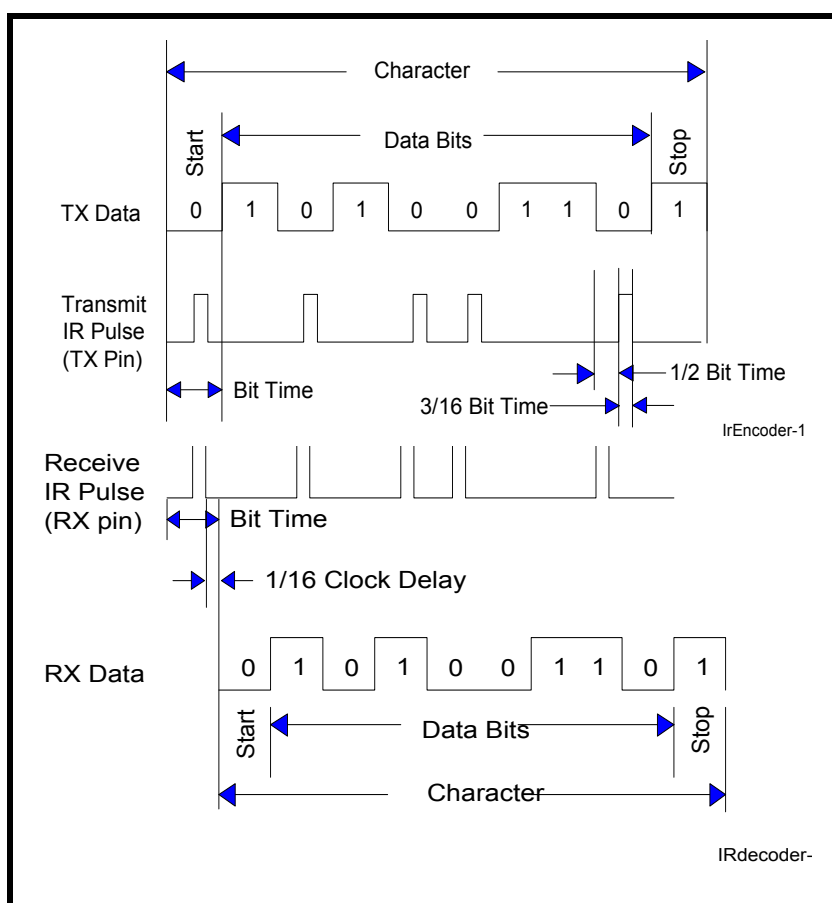 Character
Start
Data Bits
Stop
TX Data
0 1 0 1 0 0 1 1 0 1
Transmit
IR Pulse
(TX Pin)
Bit Time
1/2 Bit Time
3/16 Bit Time
IrEncoder-1
Receive
IR Pulse
(RX pin)
Bit Time
1/16 Clock Delay
RX Data
0 1 0 1 0 0 1 1 0 1
Start
Data Bits
Stop
Character
IRdecoder-